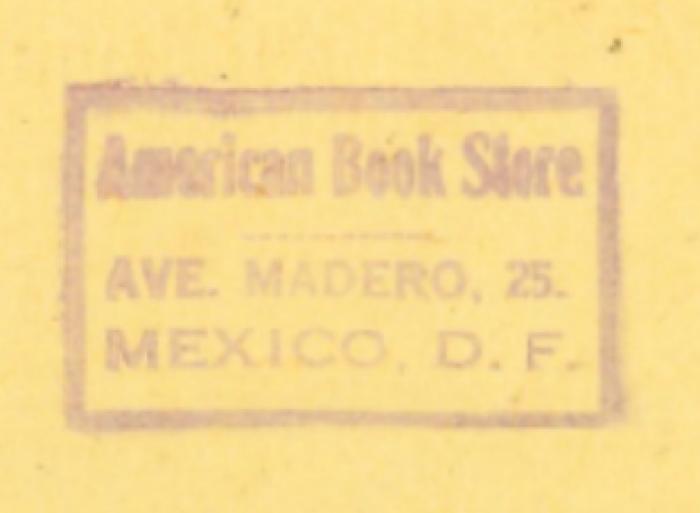 American Book Store
AVE. MADERO, 25.
MEXICO, D. F.